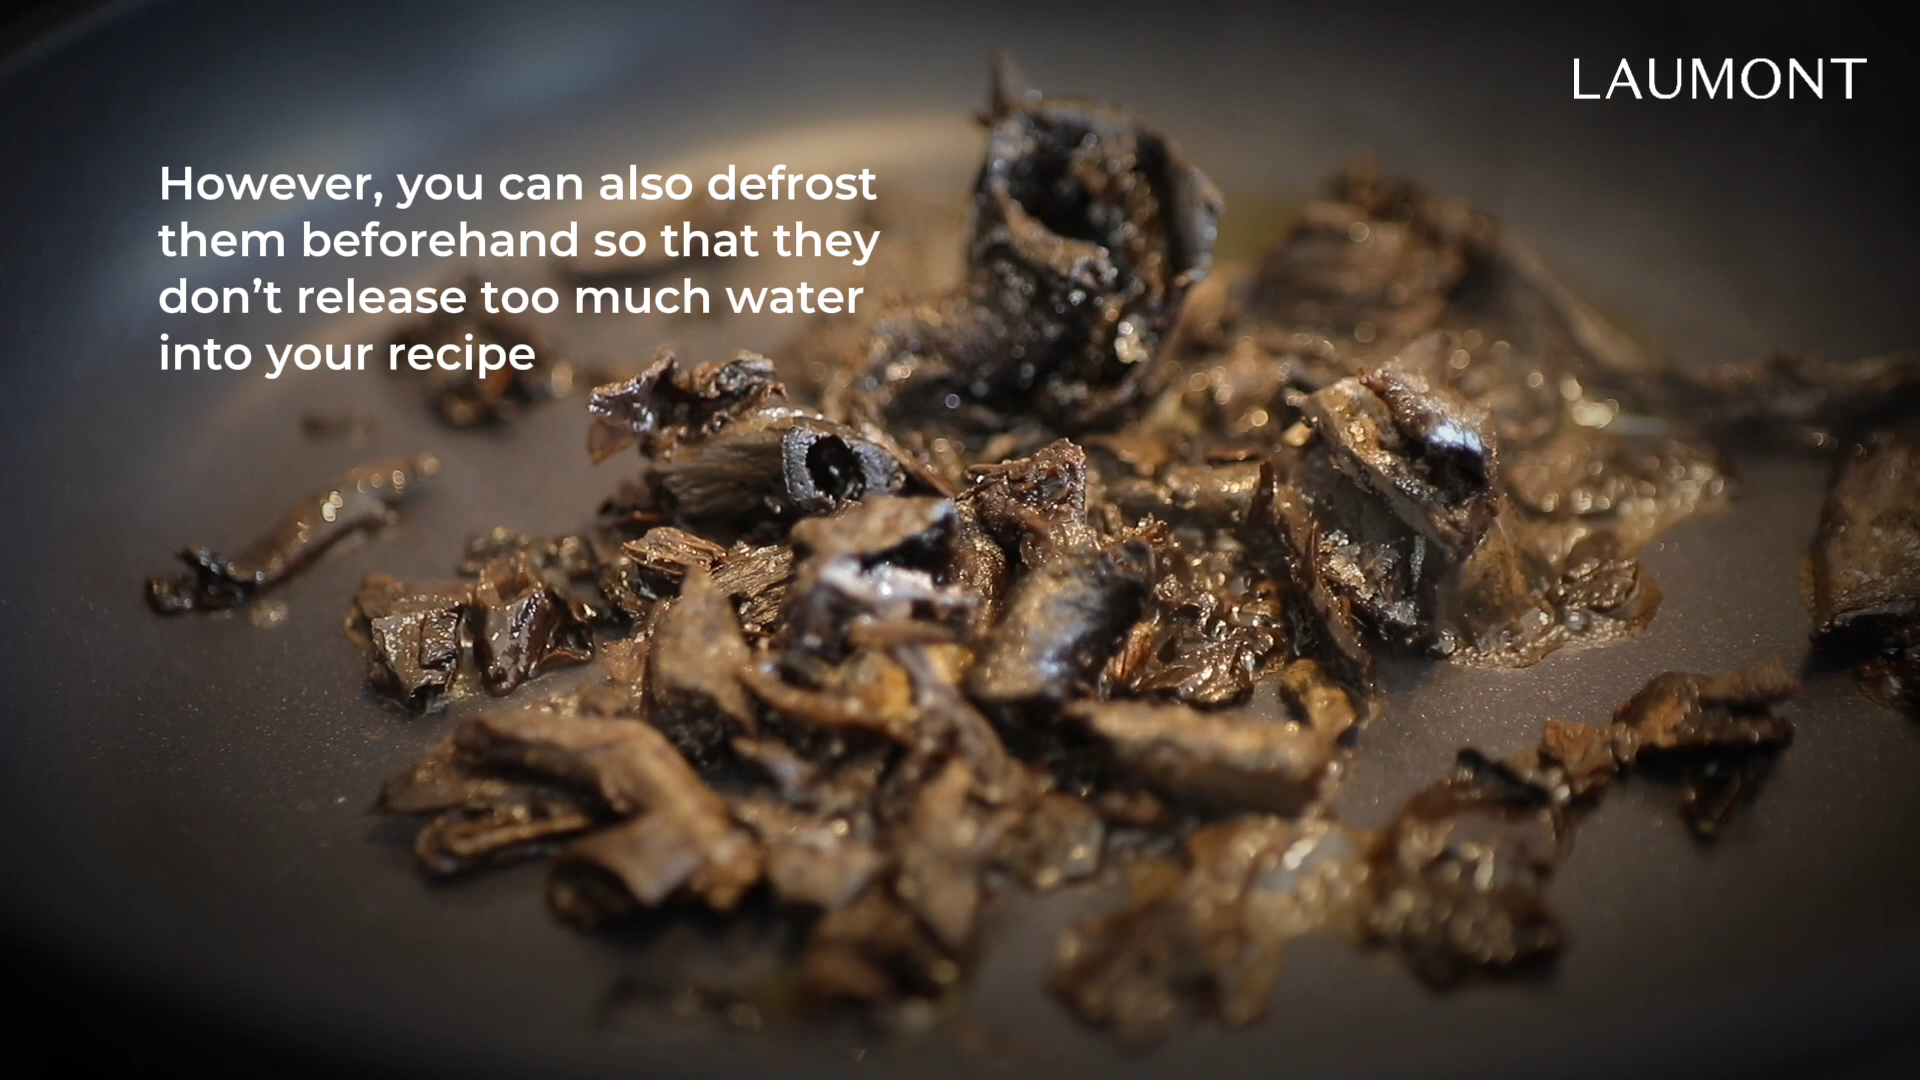 LAUMONT
However, you can also defrost
them beforehand so that they
don’t release too much water
into your recipe